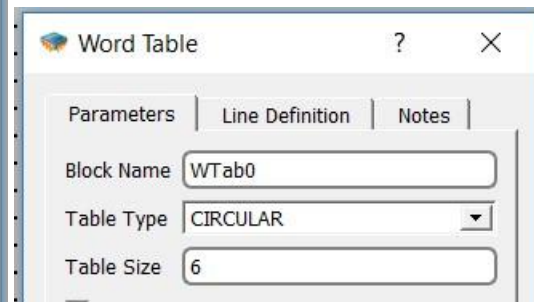 Word Table ? ×
Parameters Line Definition Notes
Block Name WTab0
Table Type CIRCULAR
Table Size 6